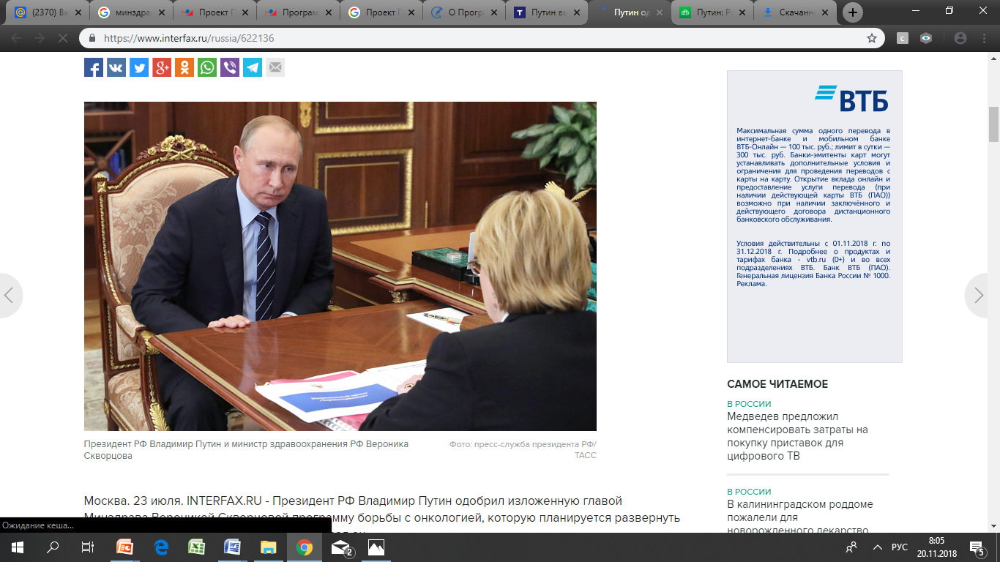 (2370) Вх
минздра
Проект Г
Програм
Проект Г
О Прогр
Путин вы
Путин од
Путин: Р
Скачанн
https://www.interfax.ru/russia/622136
ВТБ
Максимальная сумма одного перевода в
интернет-банке и мобильном банке
ВТБ-Онлайн — 100 тыс. руб.; лимит в сутки —
300 тыс. руб. Банки-эмитенты карт могут
устанавливать дополнительные условия и
ограничения для проведения переводов с
карты на карту. Открытие вклада онлайн и
предоставление услуги перевода (при
наличии действующей карты ВТБ (ПАО))
возможно при наличии заключённого и
действующего договора дистанционного
банковского обслуживания.
Условия действительны с 01.11.2018 г. по
31.12.2018 г. Подробнее о продуктах и
тарифах банка - vtb.ru (0+) и во всех
подразделениях ВТБ. Банк ВТБ (ПАО).
Генеральная лицензия Банка России № 1000.
Реклама.
Президент РФ Владимир Путин и министр здравоохранения РФ Вероника
Скворцова
Фото: пресс-служба президента РФ/
ТАСС
Москва. 23 июля. INTERFAX.RU - Президент РФ Владимир Путин одобрил изложенную главой
Минздрава Вероникой Скворцовой программу борьбы с онкологией, которую планируется развернуть
САМОЕ ЧИТАЕМОЕ
В РОССИИ
Медведев предложил
компенсировать затраты на
покупку приставок для
цифрового ТВ
В РОССИИ
В калининградском роддоме
пожалели для
новорожденного лекарство
Ожидание кеша...
2
РУС
8:05
20.11.2018
5